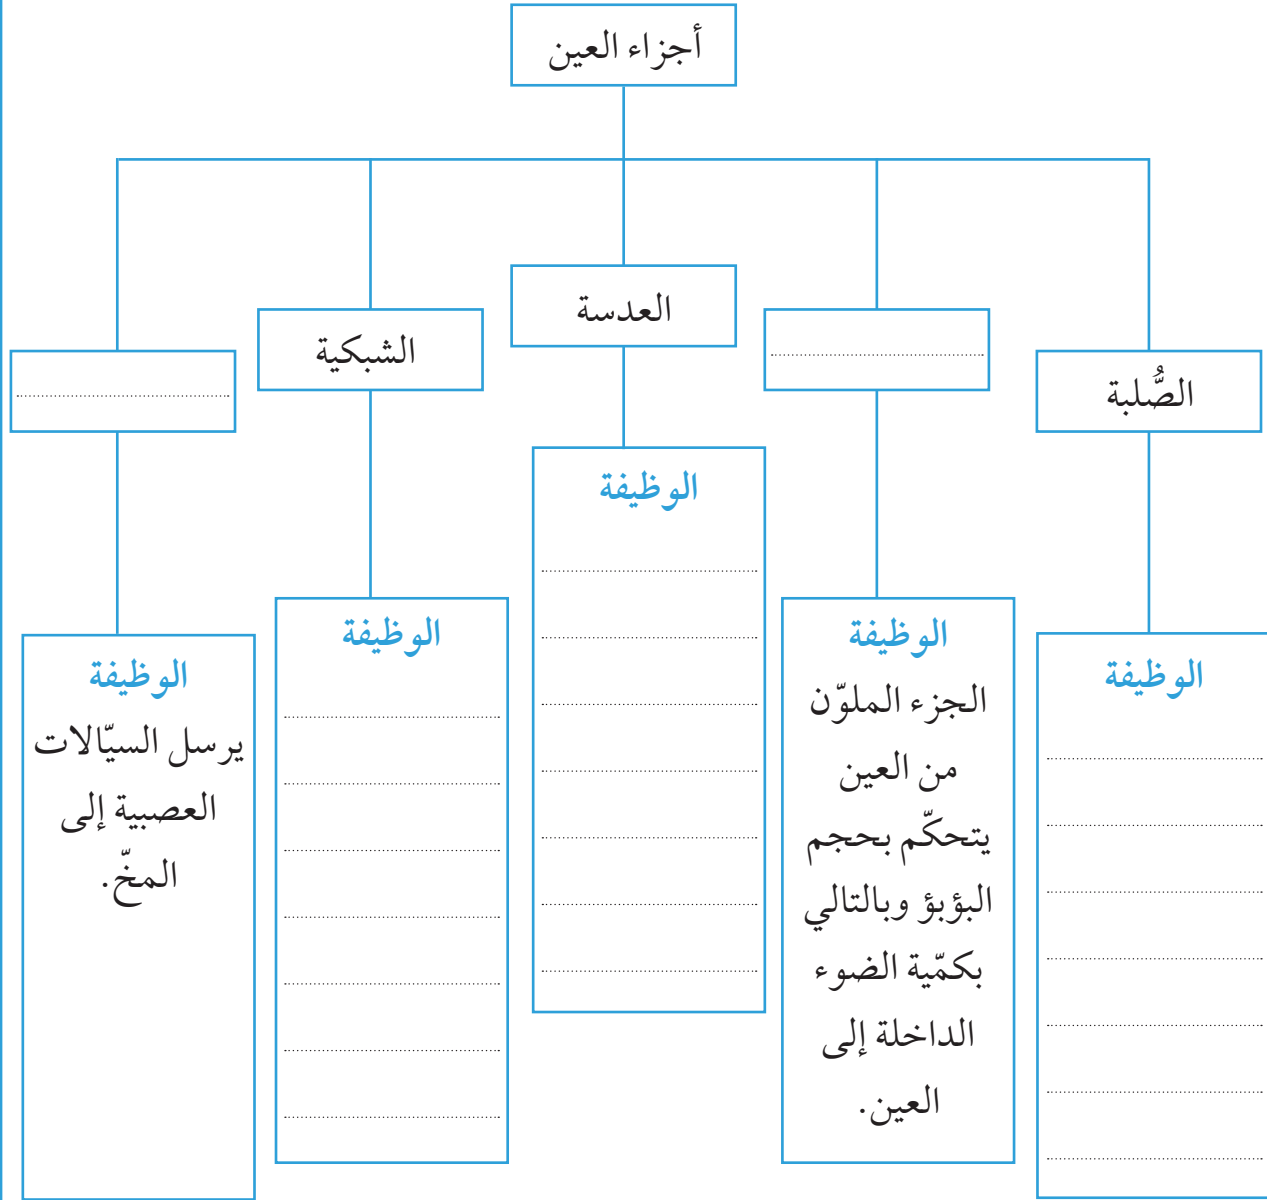 أجزاء العين
الصُّلبة
العدسة
الشبكية
الوظيفة
الوظيفة
الجزء الملوّن
من العين
يتحكّم بحجم
البؤبؤ وبالتالي
بكمّية الضوء
الداخلة إلى
العين.
الوظيفة
الوظيفة
الوظيفة
يرسل السيّالات
العصبية إلى
المخّ.